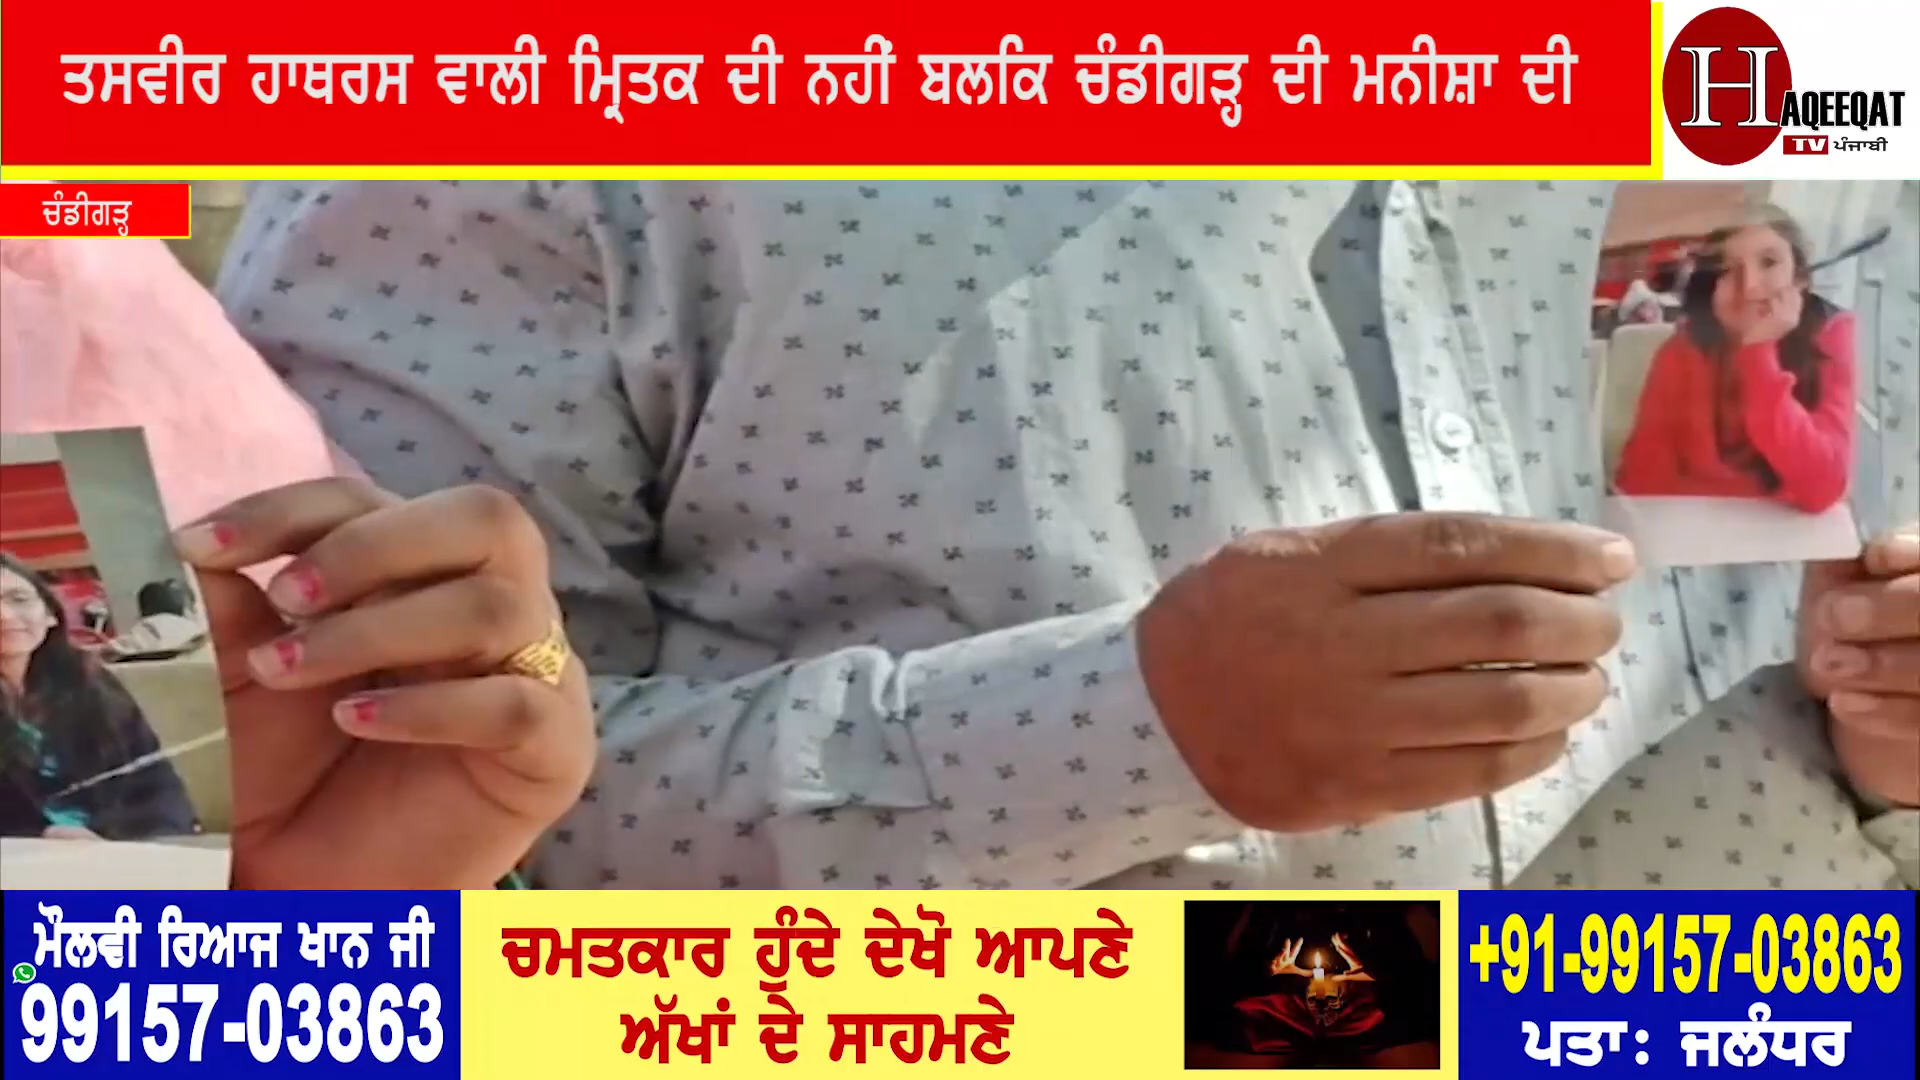 ਤਸਵੀਰ ਹਾਥਰਸ ਵਾਲੀ ਮ੍ਰਿਤਕ ਦੀ ਨਹੀਂ ਬਲਕਿ ਚੰਡੀਗੜ੍ਹ ਦੀ ਮਨੀਸ਼ਾ ਦੀ
HAQEEQAT
TV ਪੰਜਾਬੀ
ਚੰਡੀਗੜ੍ਹ
ਮੌਲਵੀ ਰਿਆਜ ਖਾਨ ਜੀ
99157-03863
ਚਮਤਕਾਰ ਹੁੰਦੇ ਦੇਖੋ ਆਪਣੇ
ਅੱਖਾਂ ਦੇ ਸਾਹਮਣੇ
+91-99157-03863
ਪਤਾ: ਜਲੰਧਰ